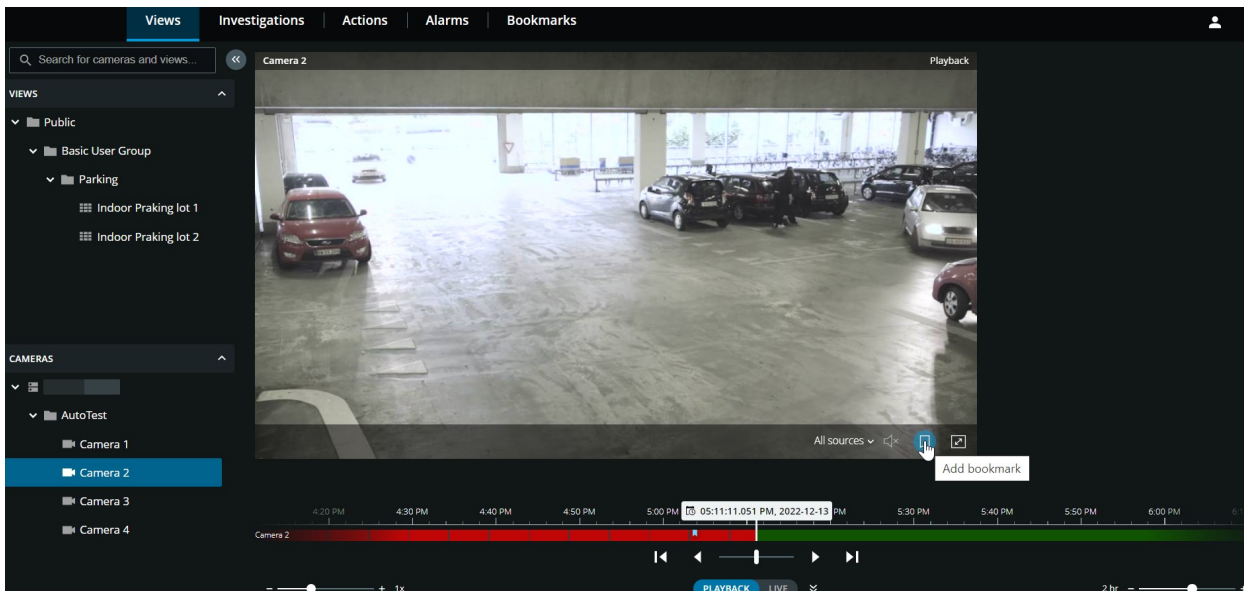 Views Investigations Actions Alarms Bookmarks
Search for cameras and views...
Camera 2 Playback
VIEWS
Public
Basic User Group
Parking
Indoor Praking lot 1
Indoor Praking lot 2
CAMERAS
AutoTest
Camera 1
Camera 2
Camera 3
Camera 4
All sources
Add bookmark
4:20 PM 4:30 PM 4:40 PM 4:50 PM 5:00 PM 05:11:11.051 PM, 2022-12-13 PM 5:30 PM 5:40 PM 5:50 PM 6:00 PM
Camera 2
- + 1x PLAYBACK LIVE 2 hr - +